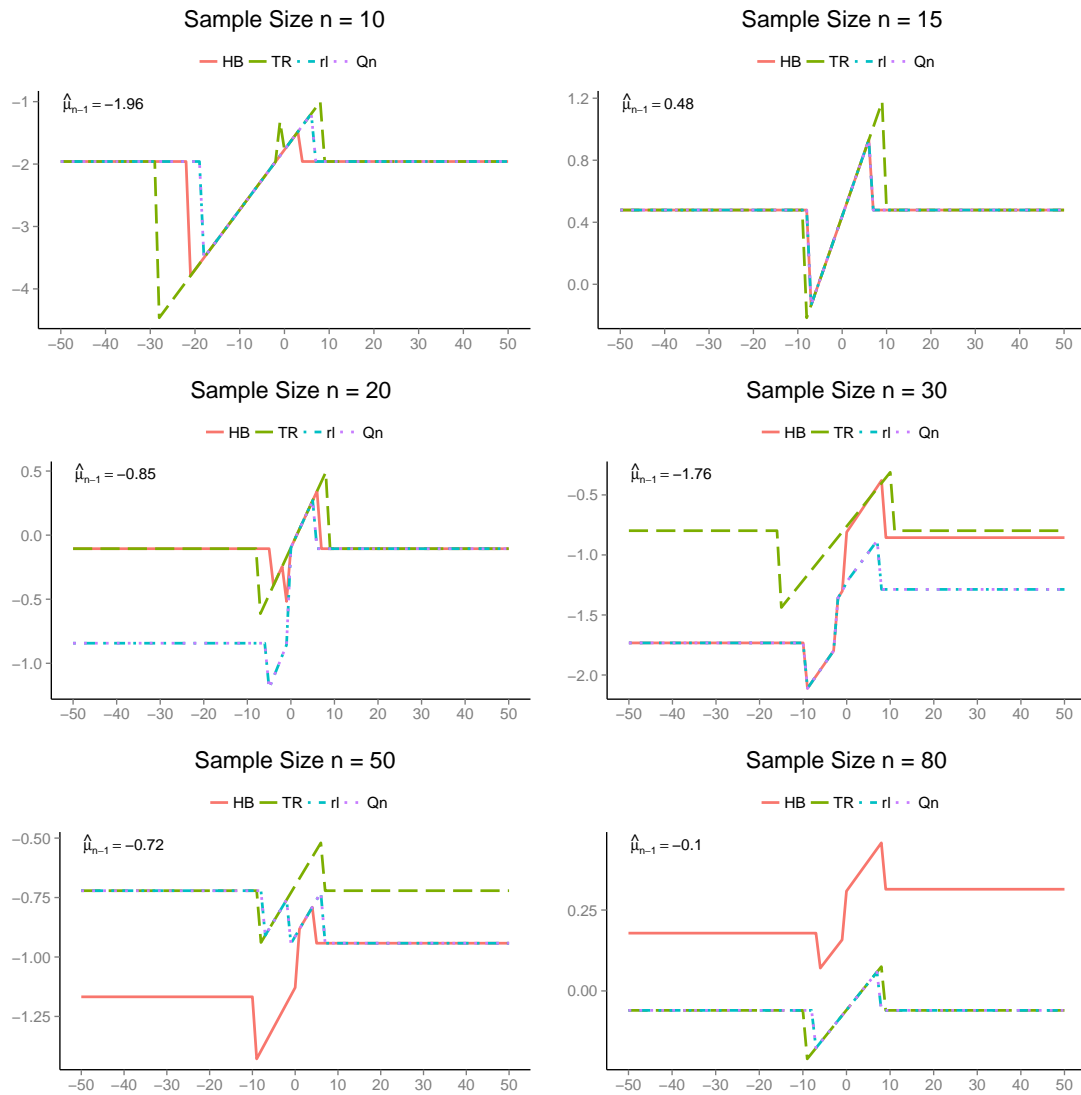 Sample Size n = 10
HB TR rl Qn
μ̂ₙ₋₁ = −1.96
−1
−2
−3
−4
−50 −40 −30 −20 −10 0 10 20 30 40 50
Sample Size n = 15
HB TR rl Qn
μ̂ₙ₋₁ = 0.48
1.2
0.8
0.4
0.0
−50 −40 −30 −20 −10 0 10 20 30 40 50
Sample Size n = 20
HB TR rl Qn
μ̂ₙ₋₁ = −0.85
0.5
0.0
−0.5
−1.0
−50 −40 −30 −20 −10 0 10 20 30 40 50
Sample Size n = 30
HB TR rl Qn
μ̂ₙ₋₁ = −1.76
−0.5
−1.0
−1.5
−2.0
−50 −40 −30 −20 −10 0 10 20 30 40 50
Sample Size n = 50
HB TR rl Qn
μ̂ₙ₋₁ = −0.72
−0.50
−0.75
−1.00
−1.25
−50 −40 −30 −20 −10 0 10 20 30 40 50
Sample Size n = 80
HB TR rl Qn
μ̂ₙ₋₁ = −0.1
0.25
0.00
−50 −40 −30 −20 −10 0 10 20 30 40 50